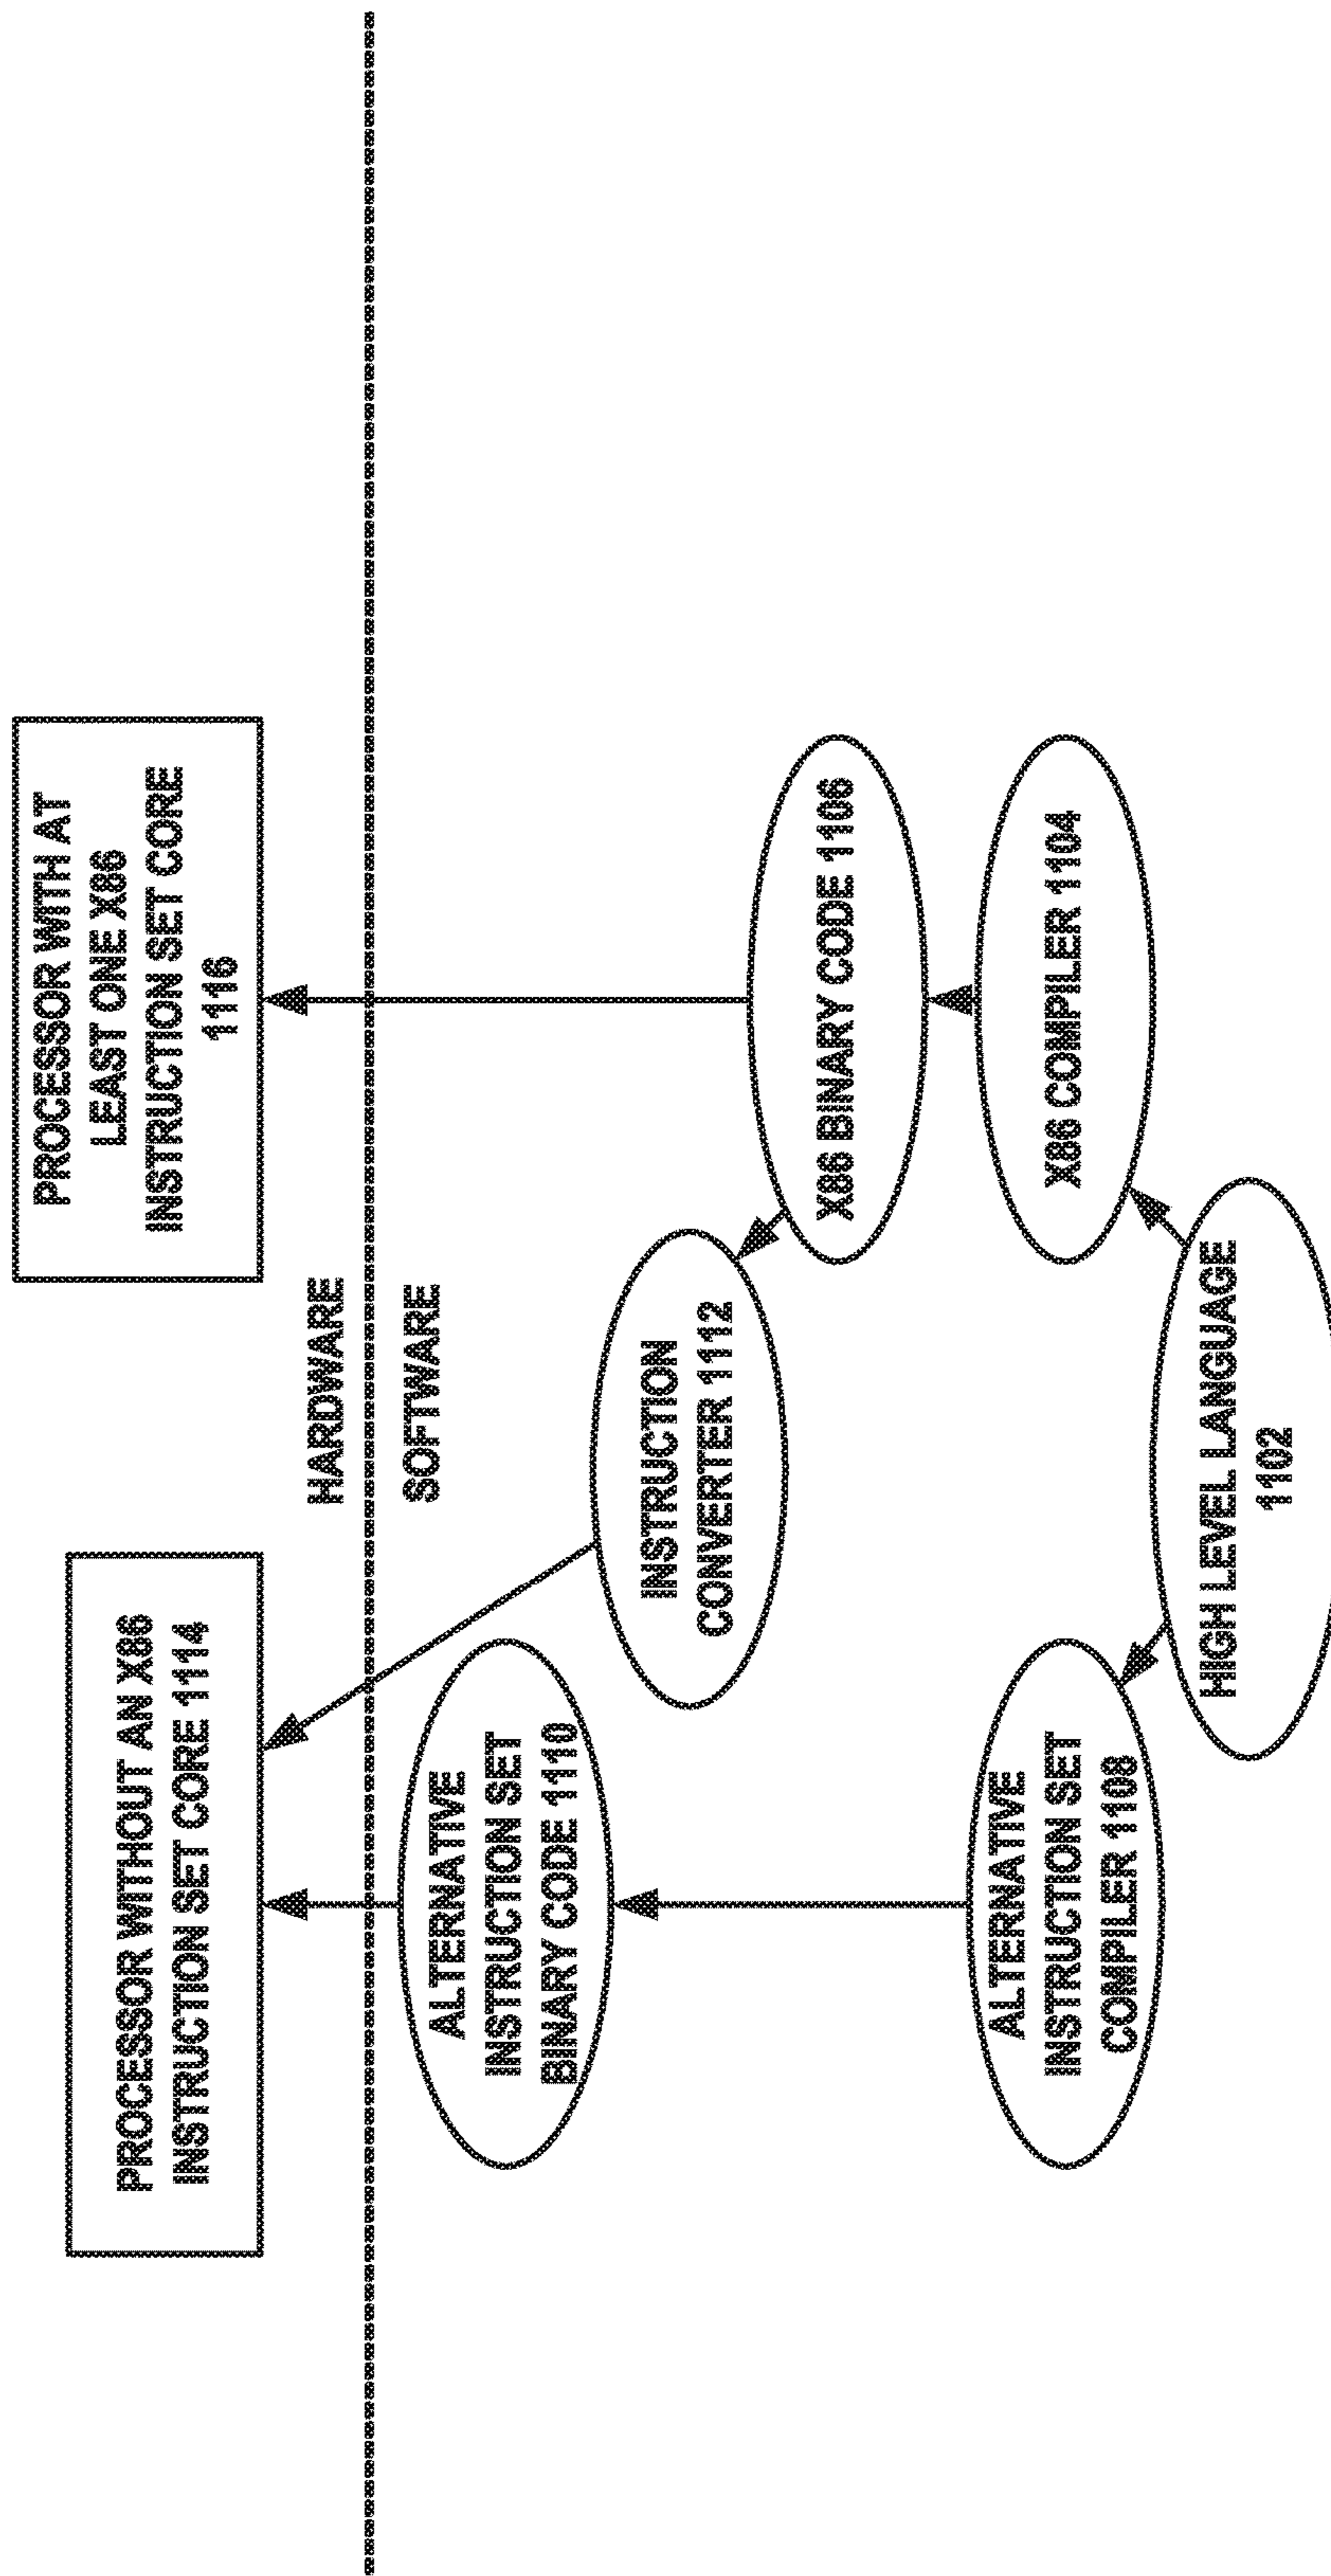 PROCESSOR WITHOUT AN X86
INSTRUCTION SET CORE 1114
PROCESSOR WITH AT
LEAST ONE X86
INSTRUCTION SET CORE
1116
HARDWARE
SOFTWARE
ALTERNATIVE
INSTRUCTION SET
BINARY CODE 1110
INSTRUCTION
CONVERTER 1112
X86 BINARY CODE 1106
ALTERNATIVE
INSTRUCTION SET
COMPILER 1108
X86 COMPILER 1104
HIGH LEVEL LANGUAGE
1102